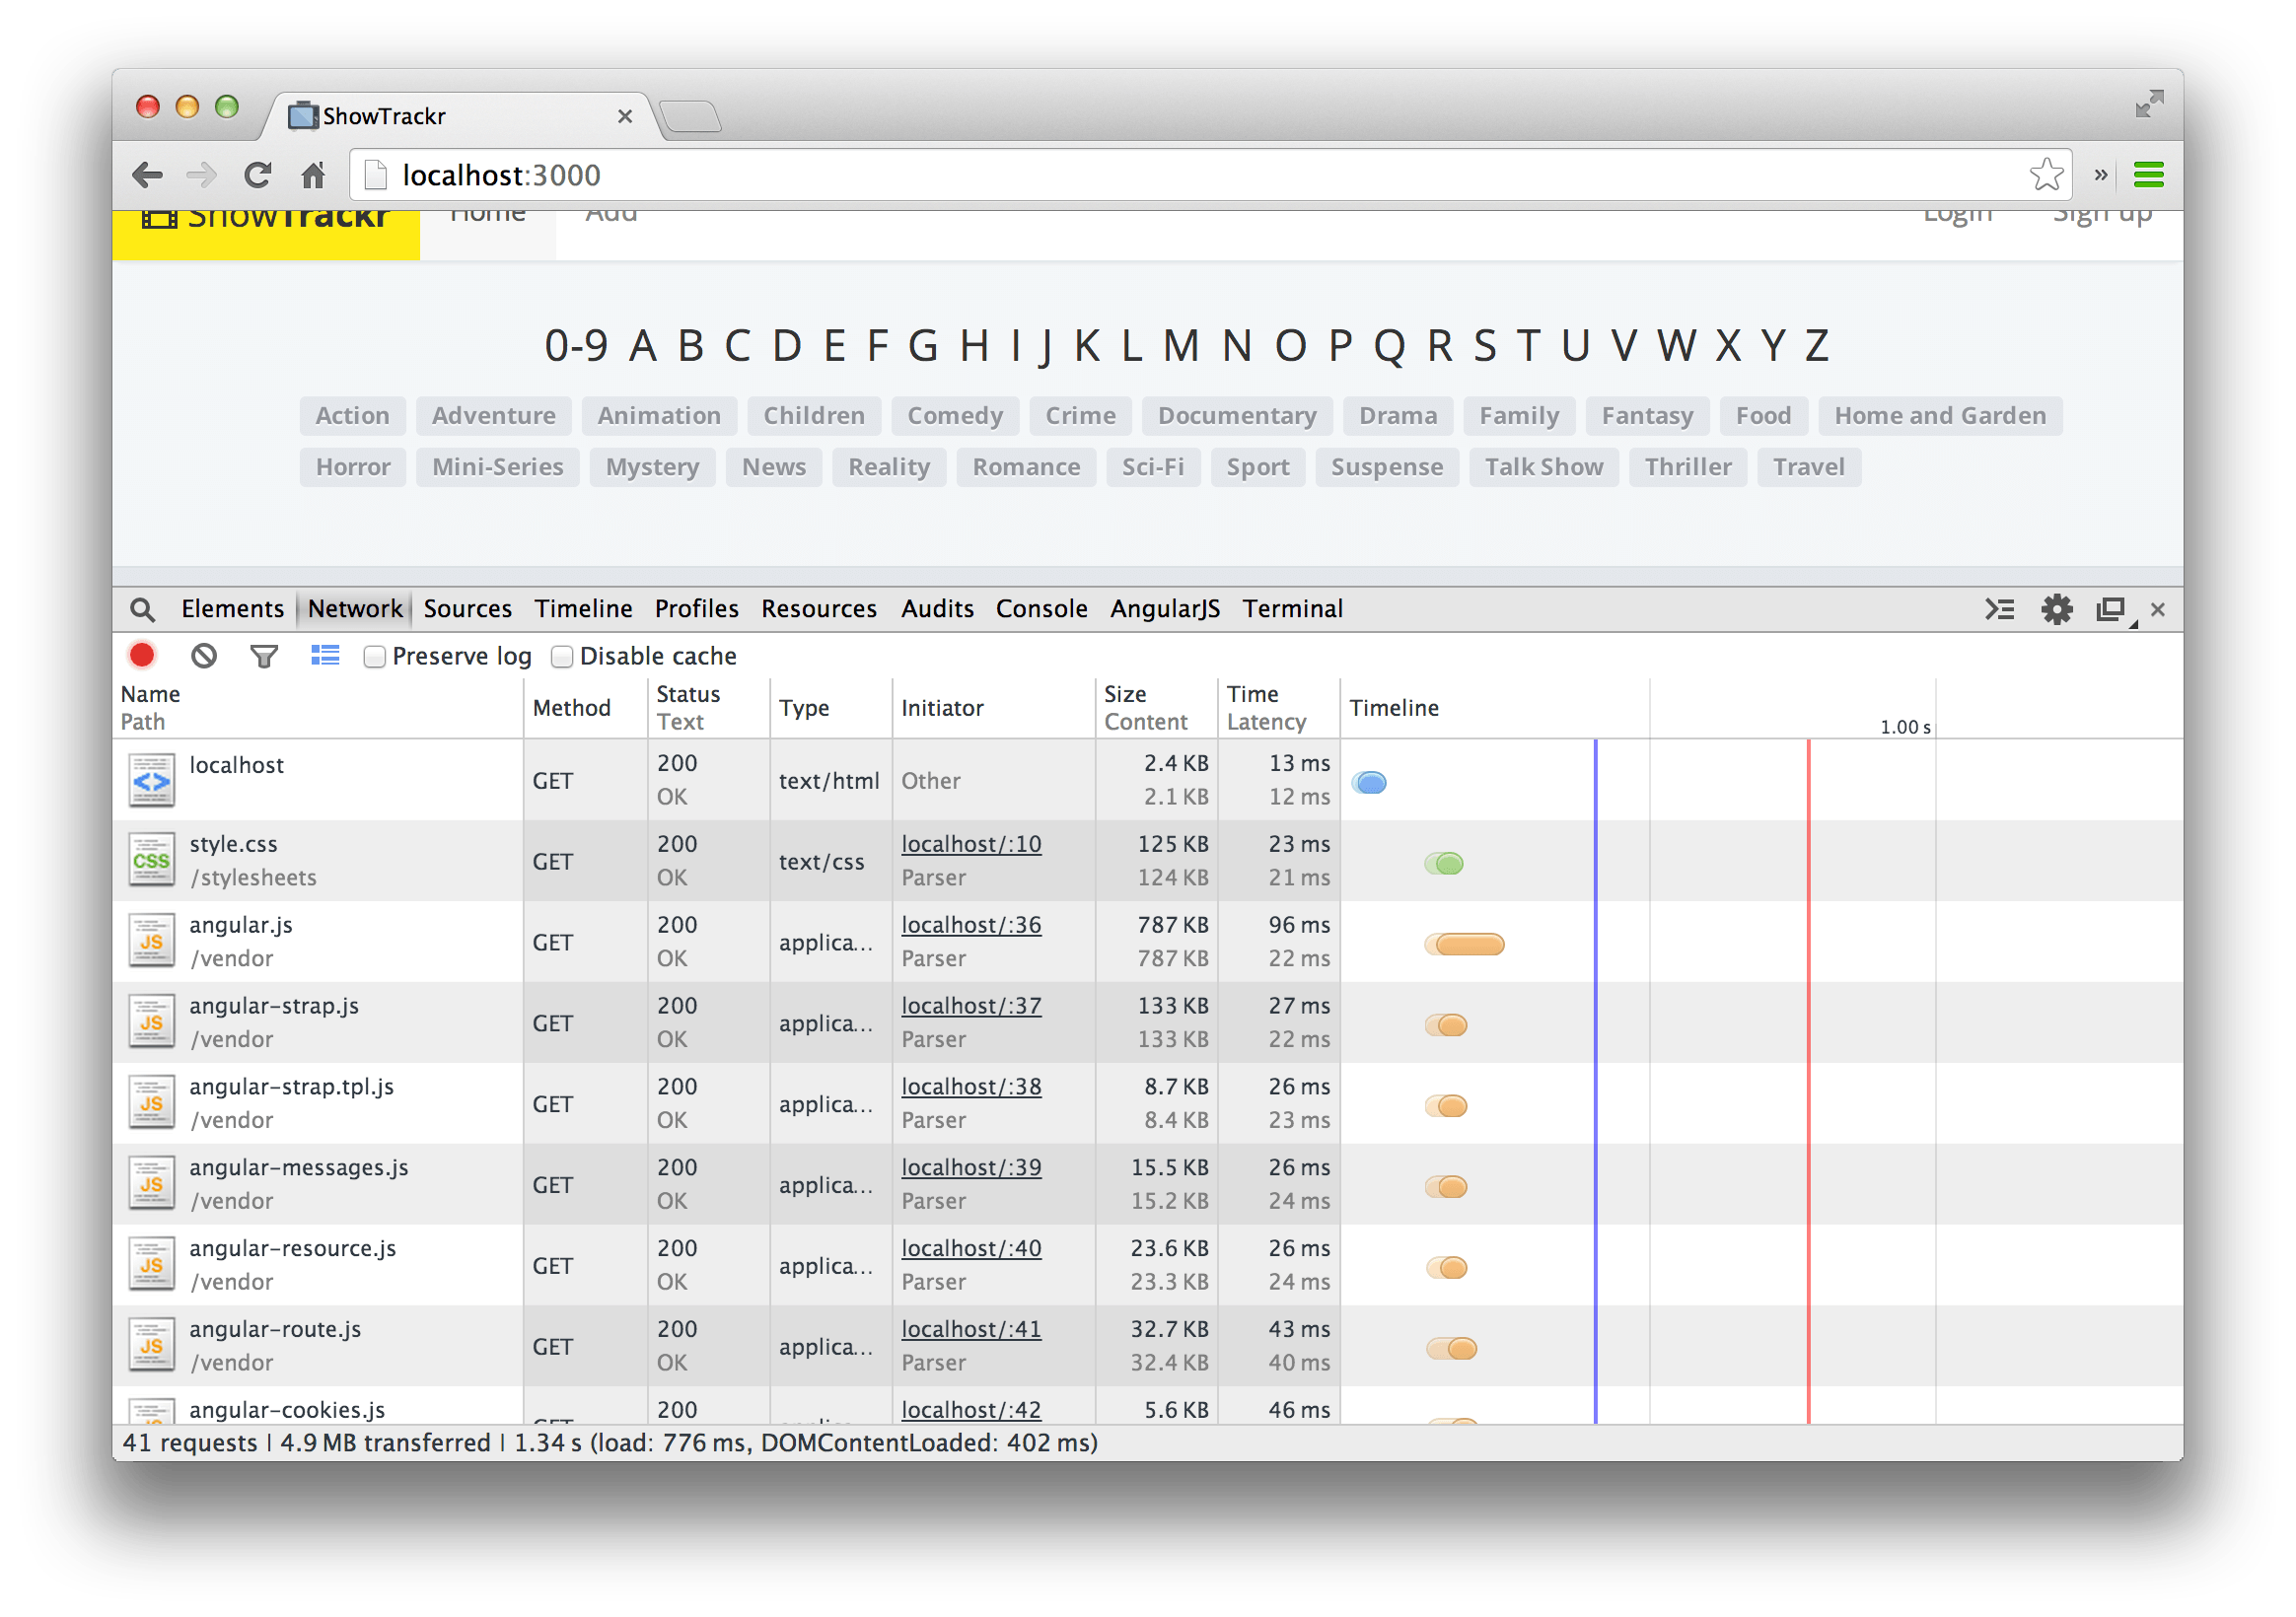 ShowTrackr
localhost:3000
ShowTrackr Home Add Login Sign up
0-9 A B C D E F G H I J K L M N O P Q R S T U V W X Y Z
Action Adventure Animation Children Comedy Crime Documentary Drama Family Fantasy Food Home and Garden
Horror Mini-Series Mystery News Reality Romance Sci-Fi Sport Suspense Talk Show Thriller Travel
Elements Network Sources Timeline Profiles Resources Audits Console AngularJS Terminal
Preserve log Disable cache
Name Status Size Time
Method Type Initiator Timeline
Path Text Content Latency
1.00 s
localhost 200 2.4 KB 13 ms
<> GET text/html Other
OK 2.1 KB 12 ms
style.css 200 localhost/:10 125 KB 23 ms
CSS GET text/css
/stylesheets OK Parser 124 KB 21 ms
angular.js 200 localhost/:36 787 KB 96 ms
JS GET applica…
/vendor OK Parser 787 KB 22 ms
angular-strap.js 200 localhost/:37 133 KB 27 ms
JS GET applica…
/vendor OK Parser 133 KB 22 ms
angular-strap.tpl.js 200 localhost/:38 8.7 KB 26 ms
JS GET applica…
/vendor OK Parser 8.4 KB 23 ms
angular-messages.js 200 localhost/:39 15.5 KB 26 ms
JS GET applica…
/vendor OK Parser 15.2 KB 24 ms
angular-resource.js 200 localhost/:40 23.6 KB 26 ms
JS GET applica…
/vendor OK Parser 23.3 KB 24 ms
angular-route.js 200 localhost/:41 32.7 KB 43 ms
JS GET applica…
/vendor OK Parser 32.4 KB 40 ms
angular-cookies.js 200 localhost/:42 5.6 KB 46 ms
41 requests | 4.9 MB transferred | 1.34 s (load: 776 ms, DOMContentLoaded: 402 ms)